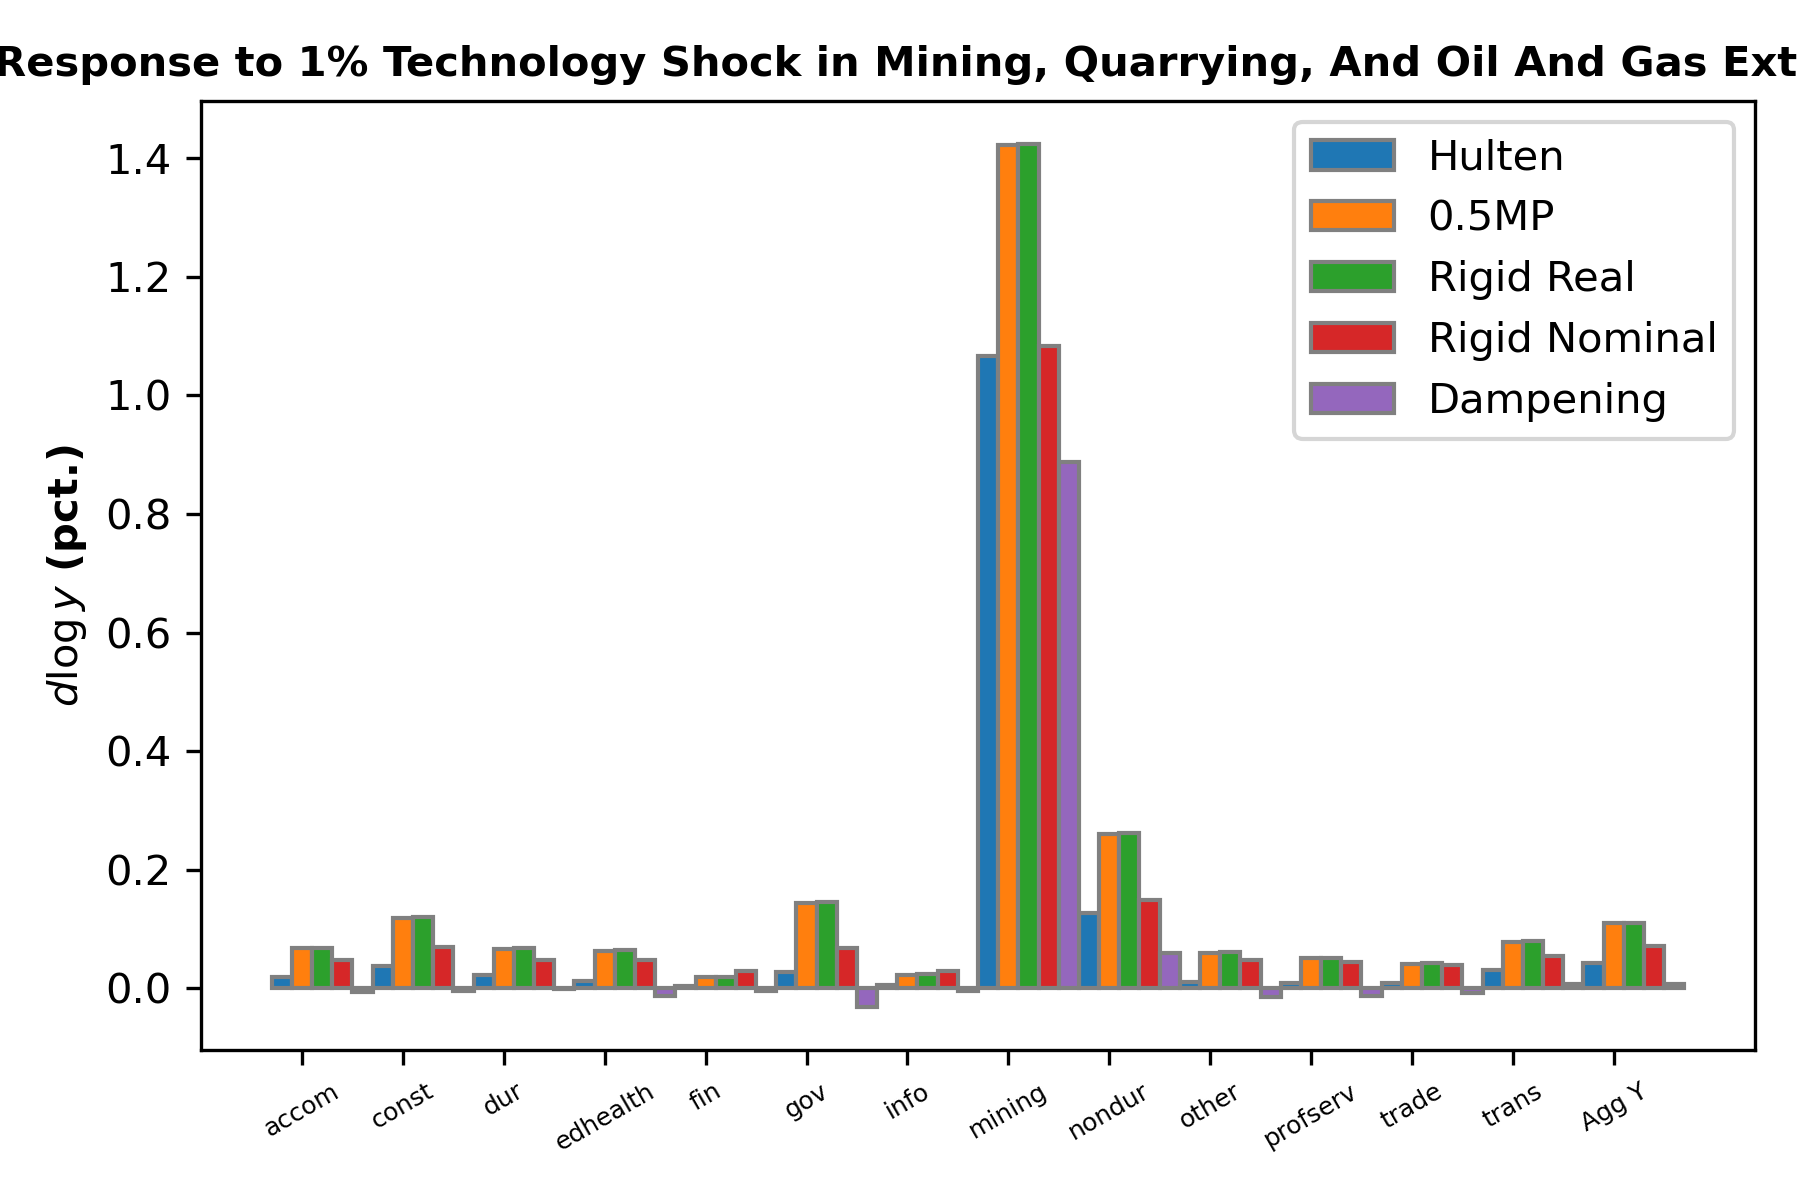 Response to 1% Technology Shock in Mining, Quarrying, And Oil And Gas Ext
Hulten
0.5MP
Rigid Real
Rigid Nominal
Dampening
dlog y (pct.)
1.4
1.2
1.0
0.8
0.6
0.4
0.2
0.0
accom const dur edhealth fin gov info mining nondur other profserv trade trans Agg Y